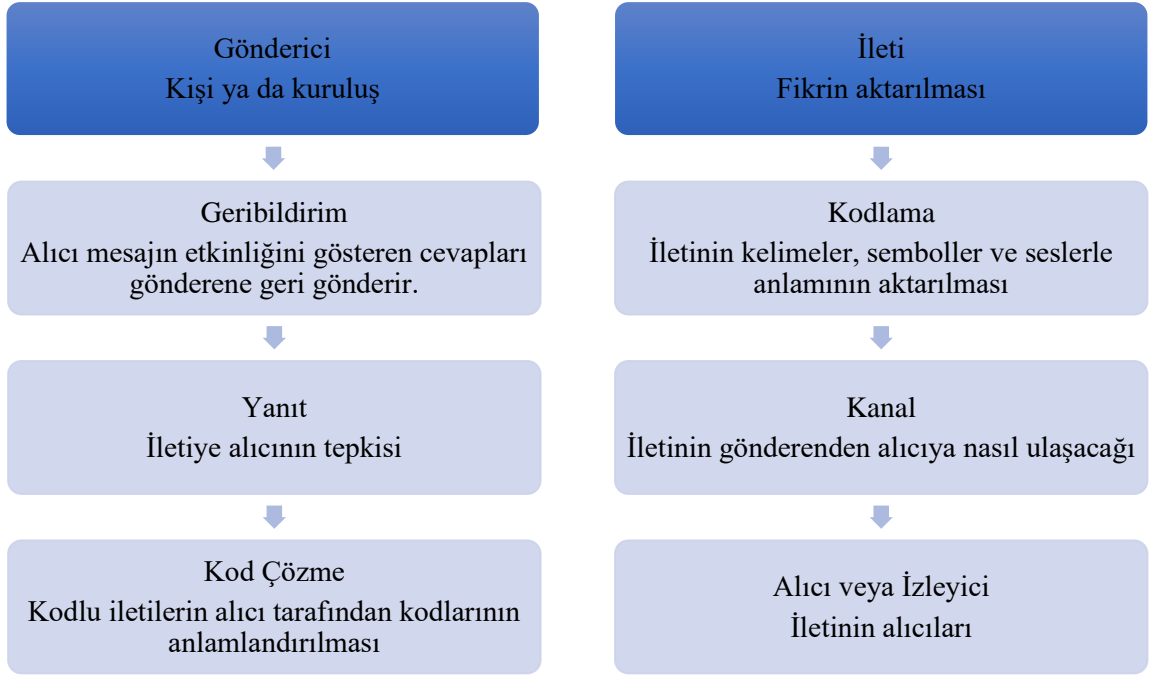 Gönderici
Kişi ya da kuruluş
Geribildirim
Alıcı mesajın etkinliğini gösteren cevapları
gönderene geri gönderir.
Yanıt
İletiye alıcının tepkisi
Kod Çözme
Kodlu iletilerin alıcı tarafından kodlarının
anlamlandırılması
İleti
Fikrin aktarılması
Kodlama
İletinin kelimeler, semboller ve seslerle
anlamının aktarılması
Kanal
İletinin gönderenden alıcıya nasıl ulaşacağı
Alıcı veya İzleyici
İletinin alıcıları